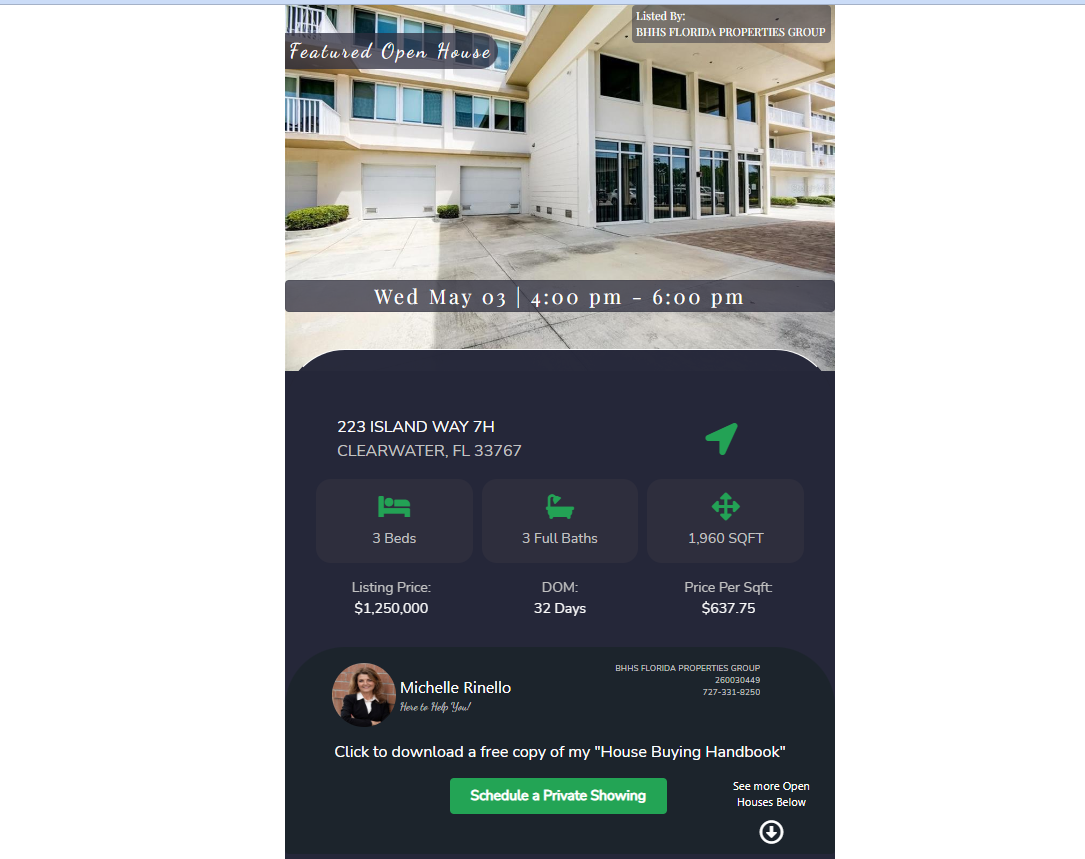 Listed By:
BHHS FLORIDA PROPERTIES GROUP
Featured Open House
Wed May 03 | 4:00 pm - 6:00 pm
223 ISLAND WAY 7H
CLEARWATER, FL 33767
3 Beds
3 Full Baths
1,960 SQFT
Listing Price:
$1,250,000
DOM:
32 Days
Price Per Sqft:
$637.75
Michelle Rinello
Here to Help You!
BHHS FLORIDA PROPERTIES GROUP
260030449
727-331-8250
Click to download a free copy of my "House Buying Handbook"
Schedule a Private Showing
See more Open
Houses Below